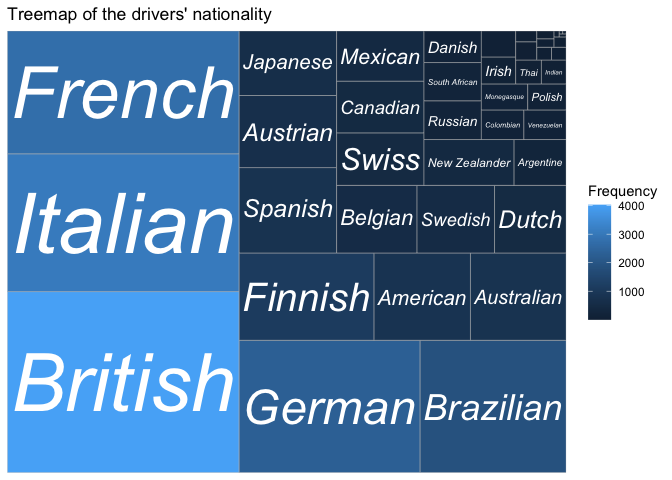 Treemap of the drivers' nationality
French
Italian
British
Japanese
Austrian
Spanish
Mexican
Canadian
Swiss
Belgian
Swedish
Dutch
Danish
South African
Russian
Irish
Thai
Indian
Monegasque
Polish
Colombian
Venezuelan
New Zealander
Argentine
Finnish
American
Australian
German
Brazilian
Frequency
4000
3000
2000
1000